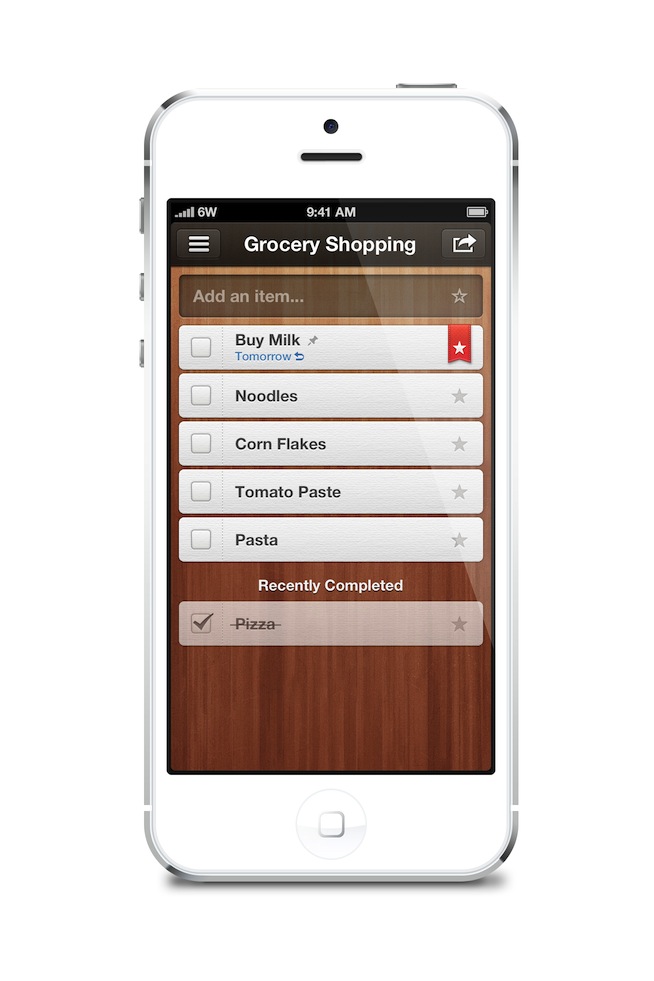 6W 9:41 AM
Grocery Shopping
Add an item...
Buy Milk
Tomorrow
Noodles
Corn Flakes
Tomato Paste
Pasta
Recently Completed
Pizza